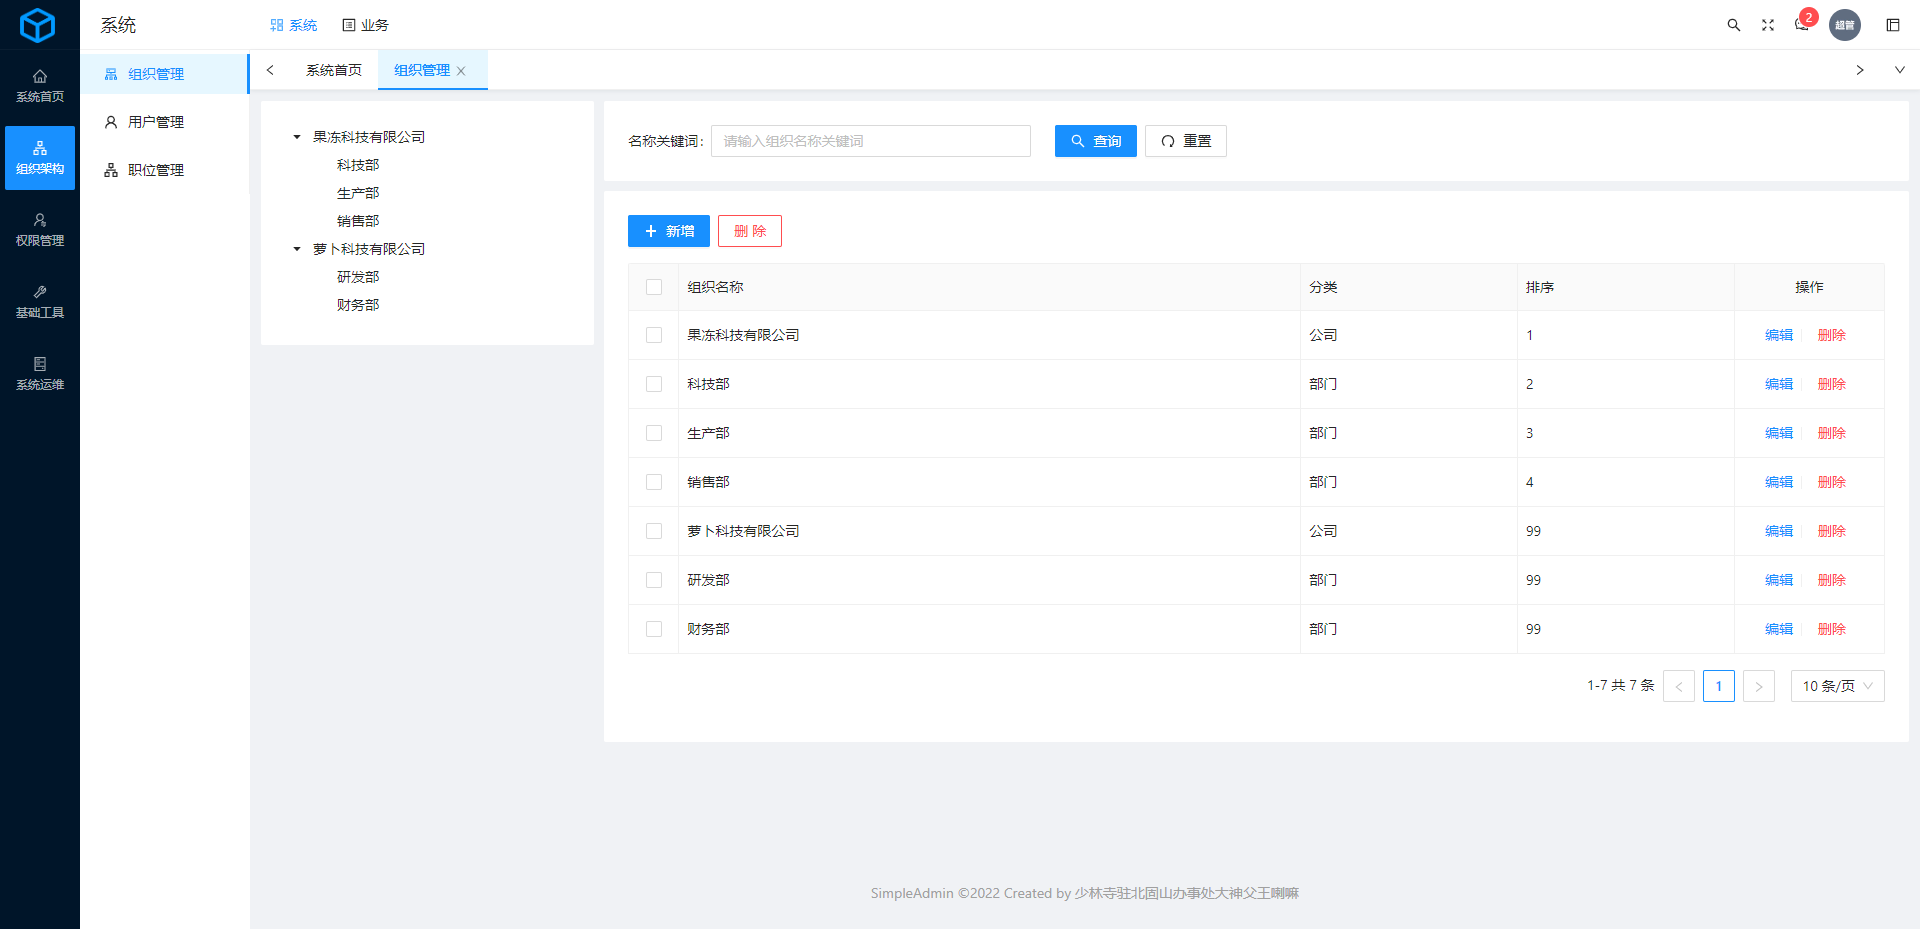 系统
系统
业务
2
超管
系统首页
组织架构
权限管理
基础工具
系统运维
组织管理
用户管理
职位管理
系统首页
组织管理
果冻科技有限公司
科技部
生产部
销售部
萝卜科技有限公司
研发部
财务部
名称关键词：
请输入组织名称关键词
查询
重置
新增
删 除
组织名称 分类 排序 操作
果冻科技有限公司 公司 1 编辑 删除
科技部 部门 2 编辑 删除
生产部 部门 3 编辑 删除
销售部 部门 4 编辑 删除
萝卜科技有限公司 公司 99 编辑 删除
研发部 部门 99 编辑 删除
财务部 部门 99 编辑 删除
1-7 共 7 条 < 1 > 10 条/页
SimpleAdmin ©2022 Created by 少林寺驻北固山办事处大神父王喇嘛